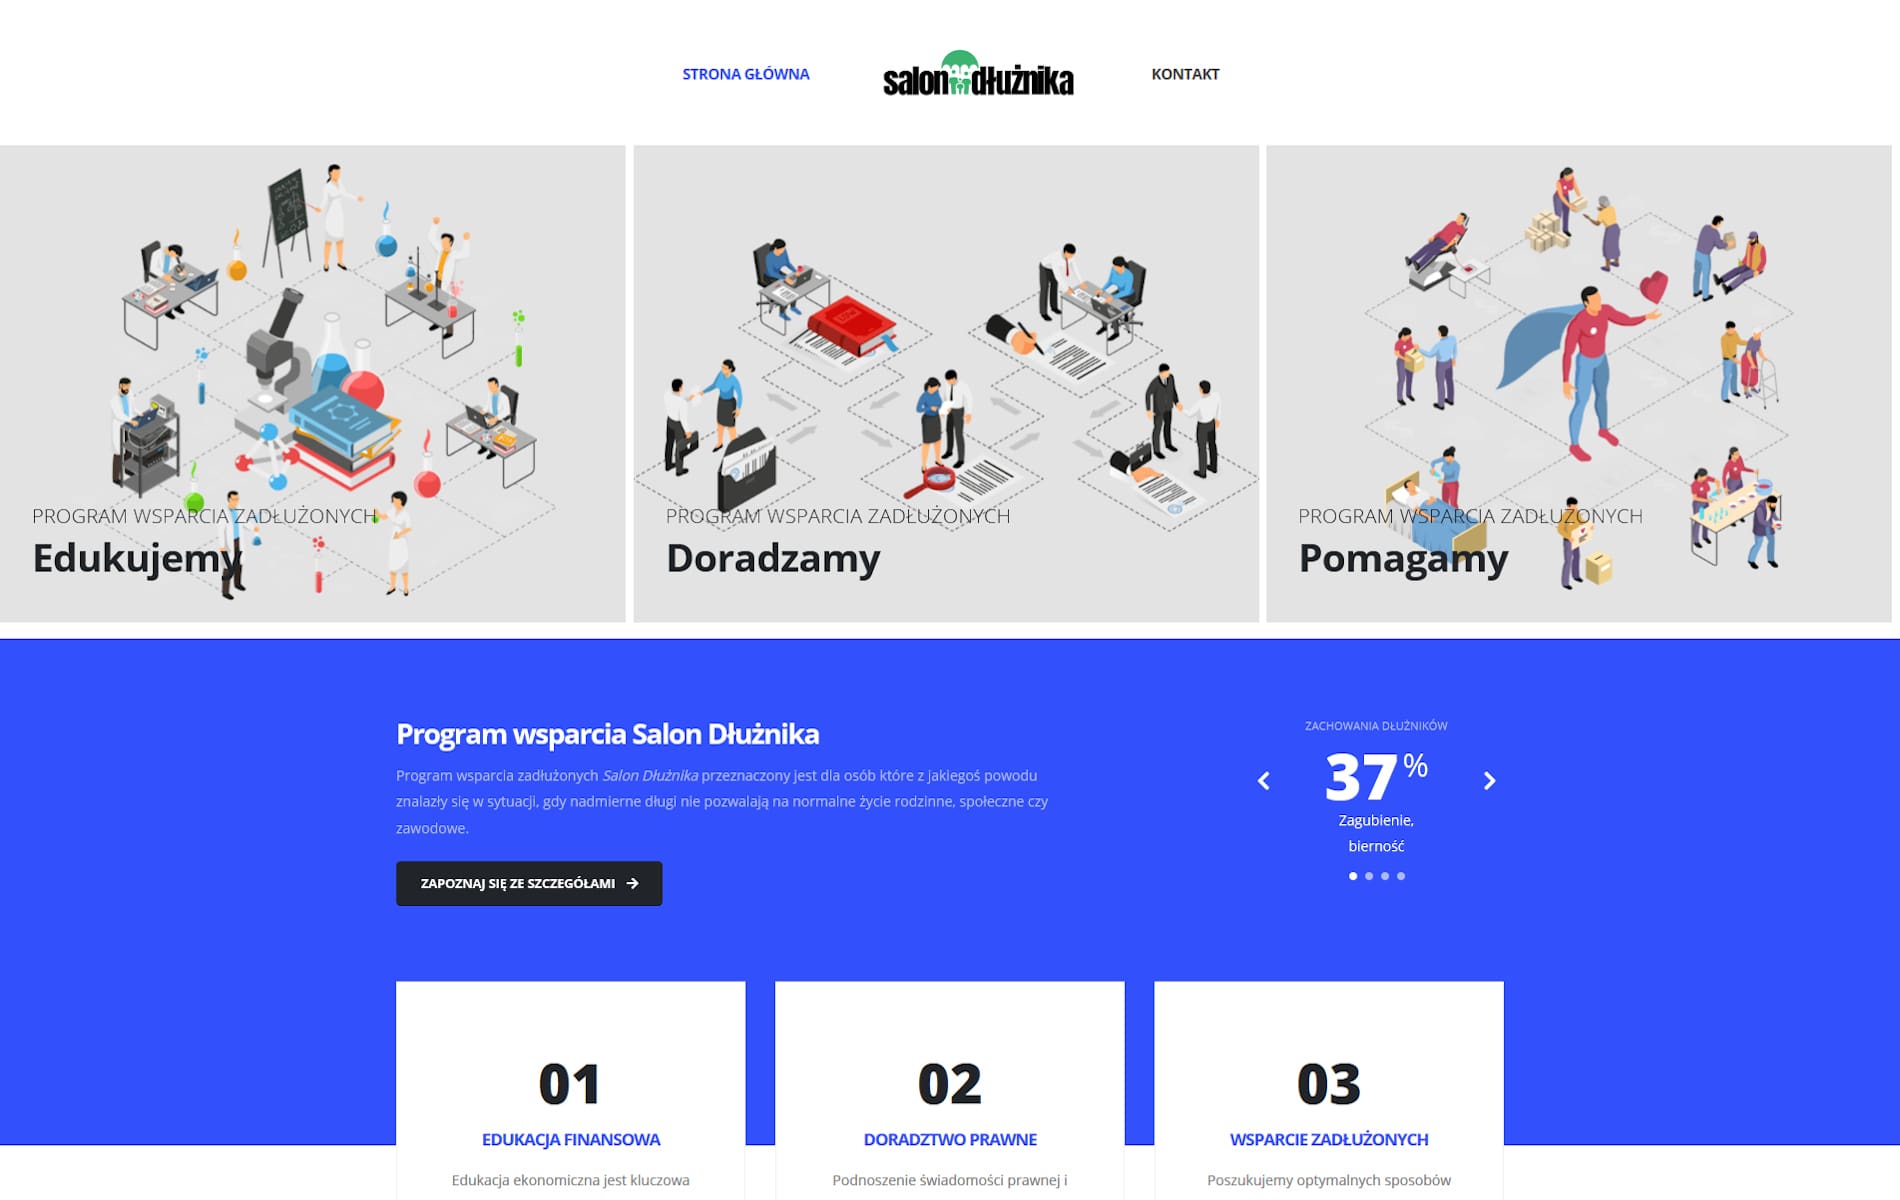 STRONA GŁÓWNA
salon dłużnika
KONTAKT
PROGRAM WSPARCIA ZADŁUŻONYCH
Edukujemy
PROGRAM WSPARCIA ZADŁUŻONYCH
Doradzamy
PROGRAM WSPARCIA ZADŁUŻONYCH
Pomagamy
Program wsparcia Salon Dłużnika
Program wsparcia zadłużonych Salon Dłużnika przeznaczony jest dla osób które z jakiegoś powodu
znalazły się w sytuacji, gdy nadmierne długi nie pozwalają na normalne życie rodzinne, społeczne czy
zawodowe.
ZAPOZNAJ SIĘ ZE SZCZEGÓŁAMI
ZACHOWANIA DŁUŻNIKÓW
37%
Zagubienie,
bierność
01
EDUKACJA FINANSOWA
Edukacja ekonomiczna jest kluczowa
02
DORADZTWO PRAWNE
Podnoszenie świadomości prawnej i
03
WSPARCIE ZADŁUŻONYCH
Poszukujemy optymalnych sposobów